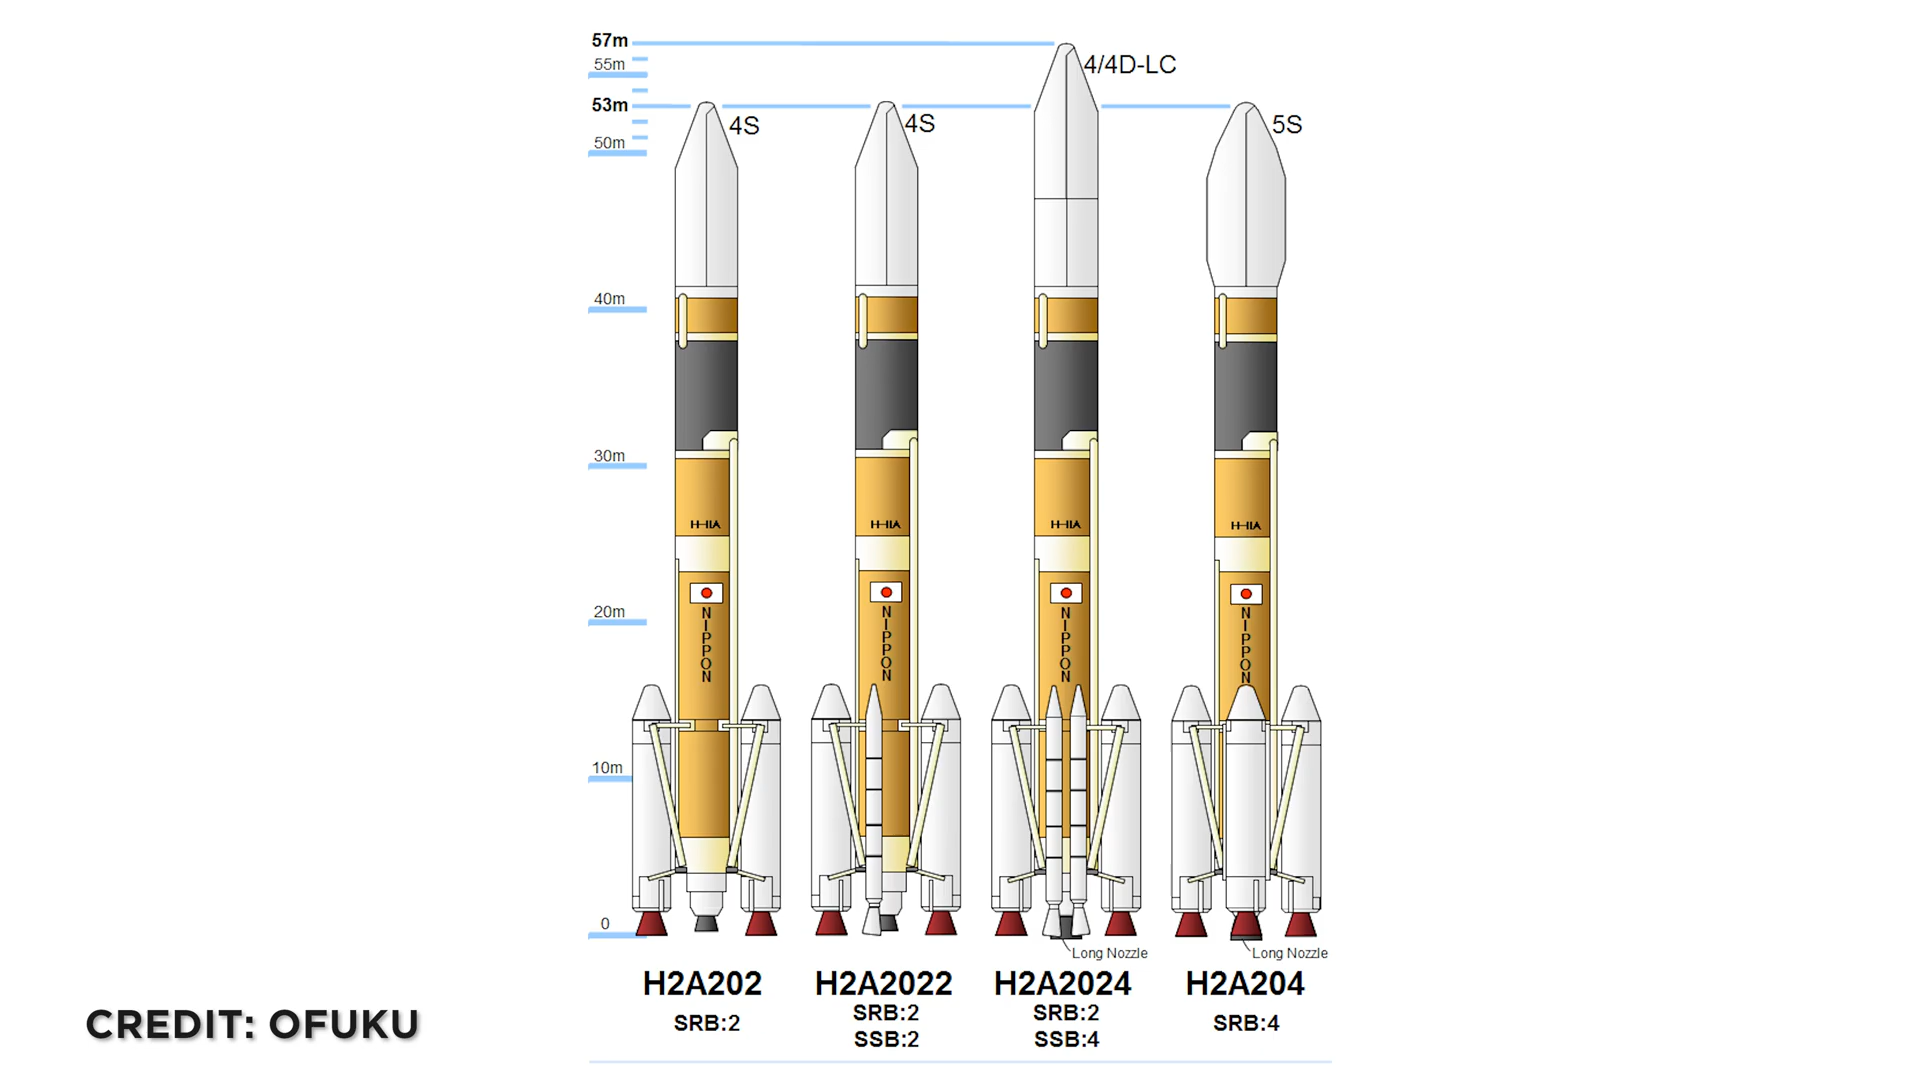 57m
55m
53m
50m
40m
30m
20m
10m
0
4S
4S
4/4D-LC
5S
H-IIA
H-IIA
H-IIA
H-IIA
NIPPON
NIPPON
NIPPON
NIPPON
Long Nozzle
Long Nozzle
H2A202
SRB:2
H2A2022
SRB:2
SSB:2
H2A2024
SRB:2
SSB:4
H2A204
SRB:4
CREDIT: OFUKU